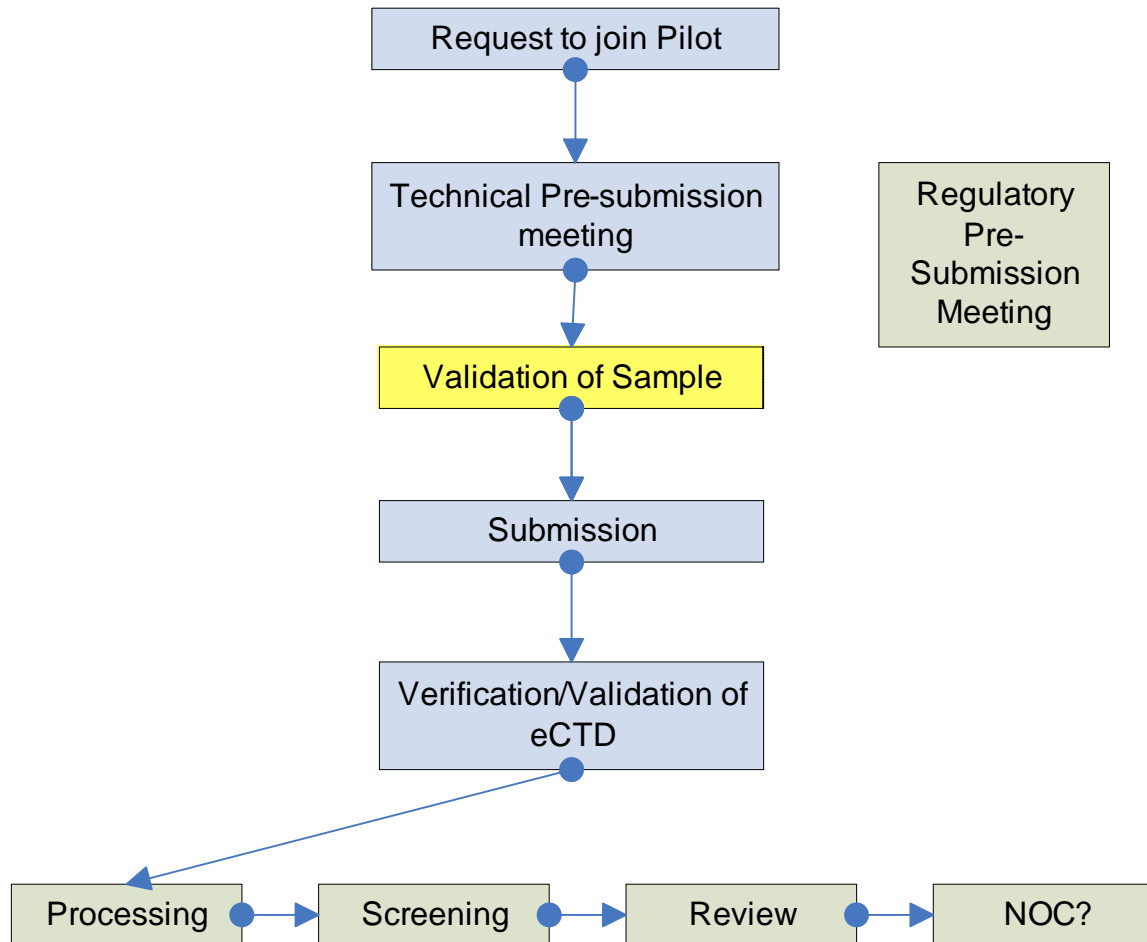 Request to join Pilot
Technical Pre-submission
meeting
Regulatory
Pre-
Submission
Meeting
Validation of Sample
Submission
Verification/Validation of
eCTD
Processing
Screening
Review
NOC?